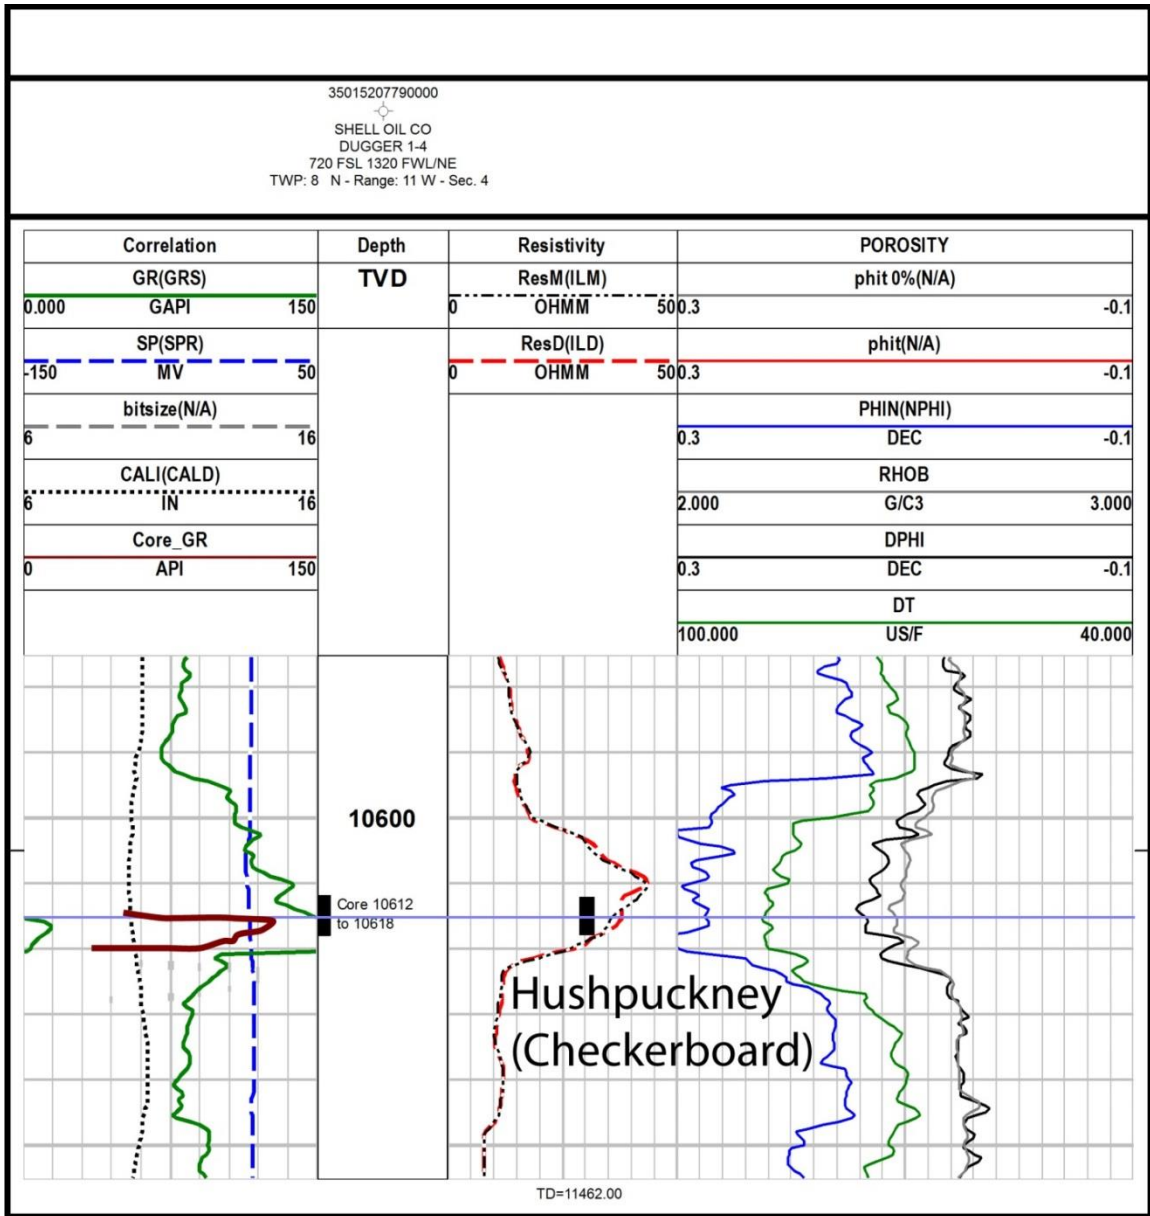 35015207790000
SHELL OIL CO
DUGGER 1-4
720 FSL 1320 FWL/NE
TWP: 8 N - Range: 11 W - Sec. 4
Correlation Depth Resistivity POROSITY
GR(GRS) TVD ResM(ILM) phit 0%(N/A)
0.000 GAPI 150 0 OHMM 500 0.3 -0.1
SP(SPR) ResD(ILD) phit(N/A)
-150 MV 50 0 OHMM 500 0.3 -0.1
bitsize(N/A) PHIN(NPHI)
6 16 0.3 DEC -0.1
CALI(CALD) RHOB
6 IN 16 2.000 G/C3 3.000
Core_GR DPHI
0 API 150 0.3 DEC -0.1
DT
100.000 US/F 40.000
10600
Core 10612
to 10618
Hushpuckney
(Checkerboard)
TD=11462.00